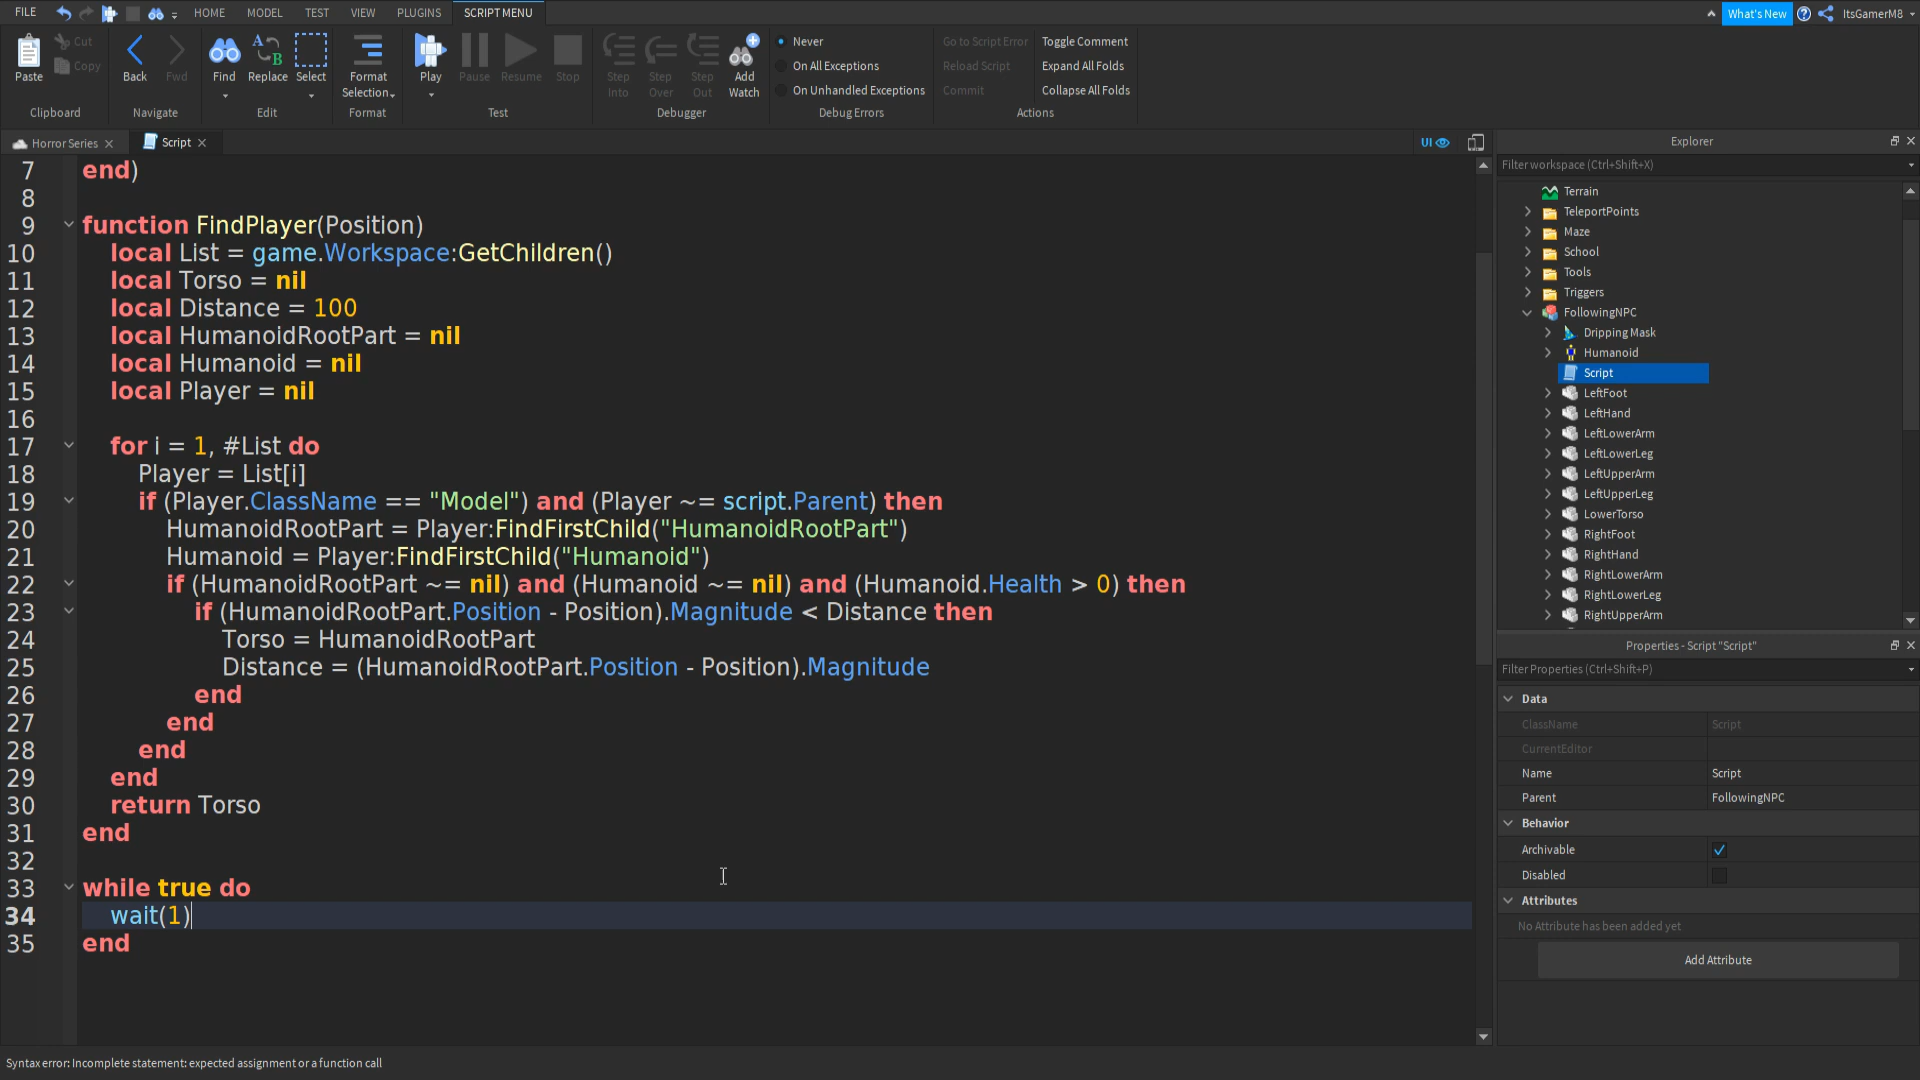 FILE HOME MODEL TEST VIEW PLUGINS SCRIPT MENU What's New ItsGamerM8
Paste Cut Copy
Clipboard
Back Fwd
Navigate
Find Replace Select
Edit
Format Selection
Format
Play Pause Resume Stop
Test
Step Into Step Over Step Out Add Watch
Debugger
Never
On All Exceptions
On Unhandled Exceptions
Debug Errors
Go to Script Error Toggle Comment
Reload Script Expand All Folds
Commit Collapse All Folds
Actions
Horror Series Script UI
7 end)
8
9 function FindPlayer(Position)
10 local List = game.Workspace:GetChildren()
11 local Torso = nil
12 local Distance = 100
13 local HumanoidRootPart = nil
14 local Humanoid = nil
15 local Player = nil
16
17 for i = 1, #List do
18 Player = List[i]
19 if (Player.ClassName == "Model") and (Player ~= script.Parent) then
20 HumanoidRootPart = Player:FindFirstChild("HumanoidRootPart")
21 Humanoid = Player:FindFirstChild("Humanoid")
22 if (HumanoidRootPart ~= nil) and (Humanoid ~= nil) and (Humanoid.Health > 0) then
23 if (HumanoidRootPart.Position - Position).Magnitude < Distance then
24 Torso = HumanoidRootPart
25 Distance = (HumanoidRootPart.Position - Position).Magnitude
26 end
27 end
28 end
29 end
30 return Torso
31 end
32
33 while true do
34 wait(1)
35 end
Explorer
Filter workspace (Ctrl+Shift+X)
Terrain
TeleportPoints
Maze
School
Tools
Triggers
FollowingNPC
Dripping Mask
Humanoid
Script
LeftFoot
LeftHand
LeftLowerArm
LeftLowerLeg
LeftUpperArm
LeftUpperLeg
LowerTorso
RightFoot
RightHand
RightLowerArm
RightLowerLeg
RightUpperArm
Properties - Script "Script"
Filter Properties (Ctrl+Shift+P)
Data
ClassName Script
CurrentEditor
Name Script
Parent FollowingNPC
Behavior
Archivable
Disabled
Attributes
No Attribute has been added yet
Add Attribute
Syntax error: Incomplete statement: expected assignment or a function call